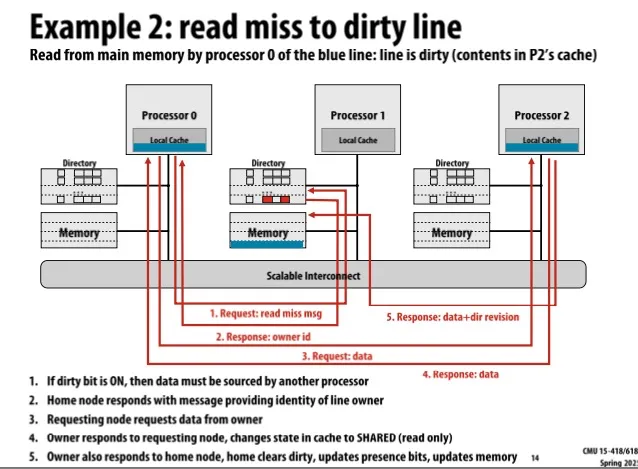 Example 2: read miss to dirty line
Read from main memory by processor 0 of the blue line: line is dirty (contents in P2's cache)
Processor 0
Local Cache
Processor 1
Local Cache
Processor 2
Local Cache
Directory
Directory
Directory
Memory
Memory
Memory
Scalable Interconnect
1. Request: read miss msg
2. Response: owner id
3. Request: data
4. Response: data
5. Response: data+dir revision
1. If dirty bit is ON, then data must be sourced by another processor
2. Home node responds with message providing identity of line owner
3. Requesting node requests data from owner
4. Owner responds to requesting node, changes state in cache to SHARED (read only)
5. Owner also responds to home node, home clears dirty, updates presence bits, updates memory
14
CMU 15-418/618
Spring